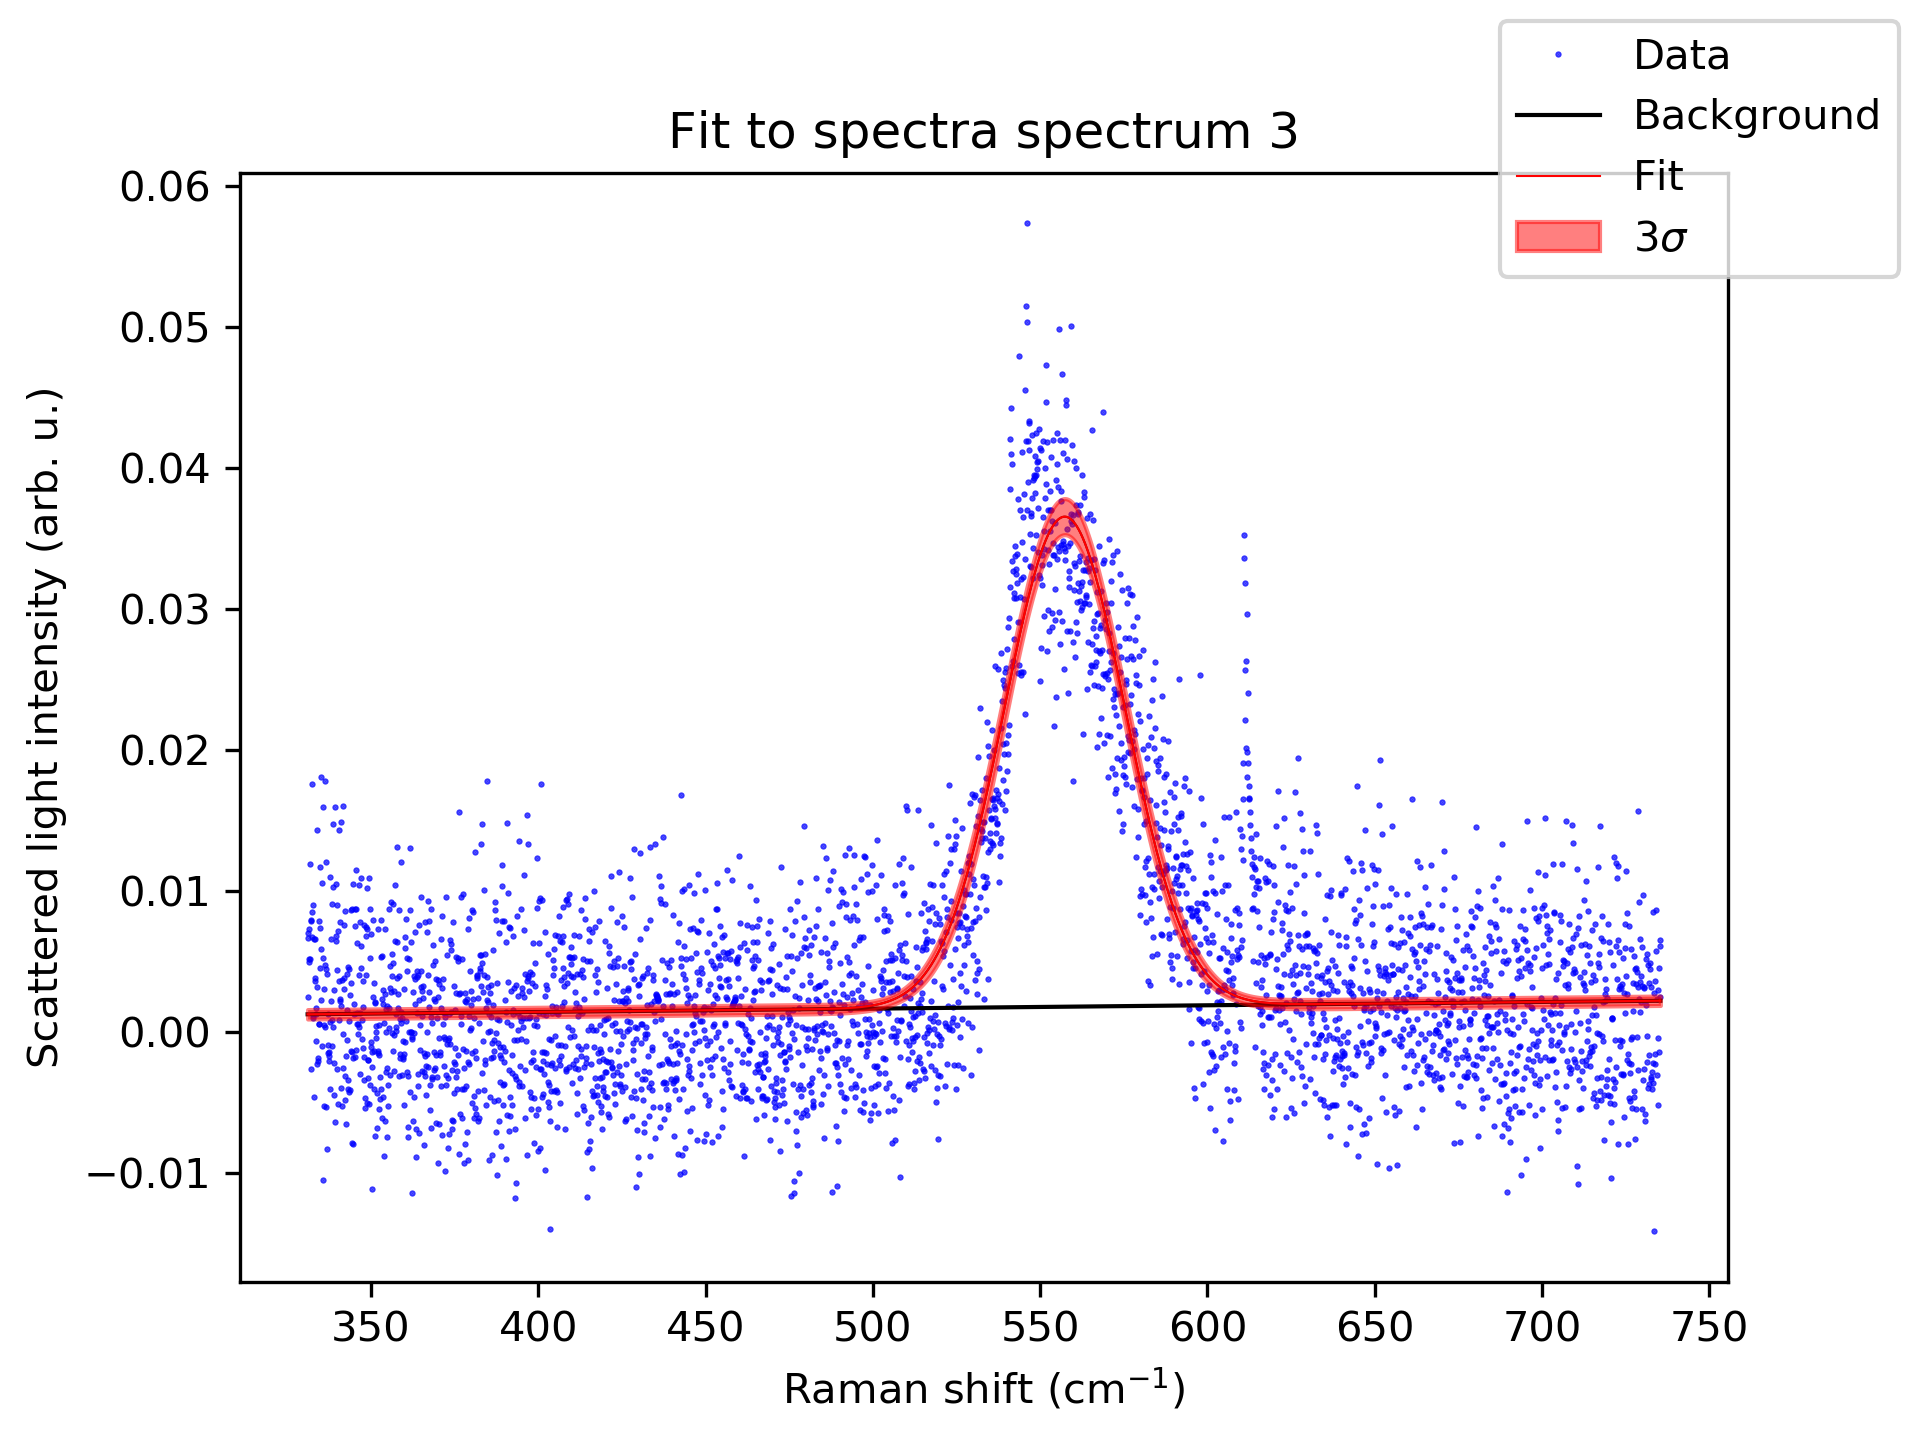 Data
Background
Fit
3σ
Fit to spectra spectrum 3
0.06
0.05
0.04
0.03
0.02
0.01
0.00
−0.01
Scattered light intensity (arb. u.)
350 400 450 500 550 600 650 700 750
Raman shift (cm⁻¹)